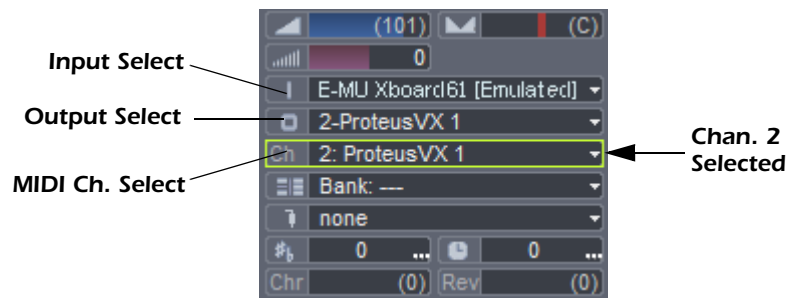 (101) (C)
0
Input Select
E-MU Xboard61 [Emulated]
Output Select
2-ProteusVX 1
Ch 2: ProteusVX 1
Chan. 2
Selected
MIDI Ch. Select
Bank: ---
none
0 ... 0 ...
Chr (0) Rev (0)